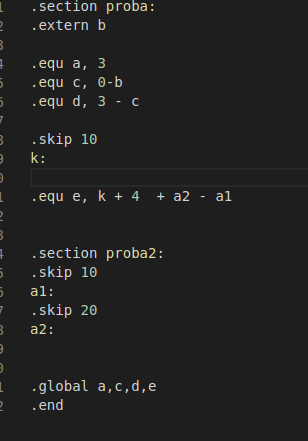 .section proba:
.extern b
.equ a, 3
.equ c, 0-b
.equ d, 3 - c
.skip 10
k:
.equ e, k + 4  + a2 - a1
.section proba2:
.skip 10
a1:
.skip 20
a2:
.global a,c,d,e
.end